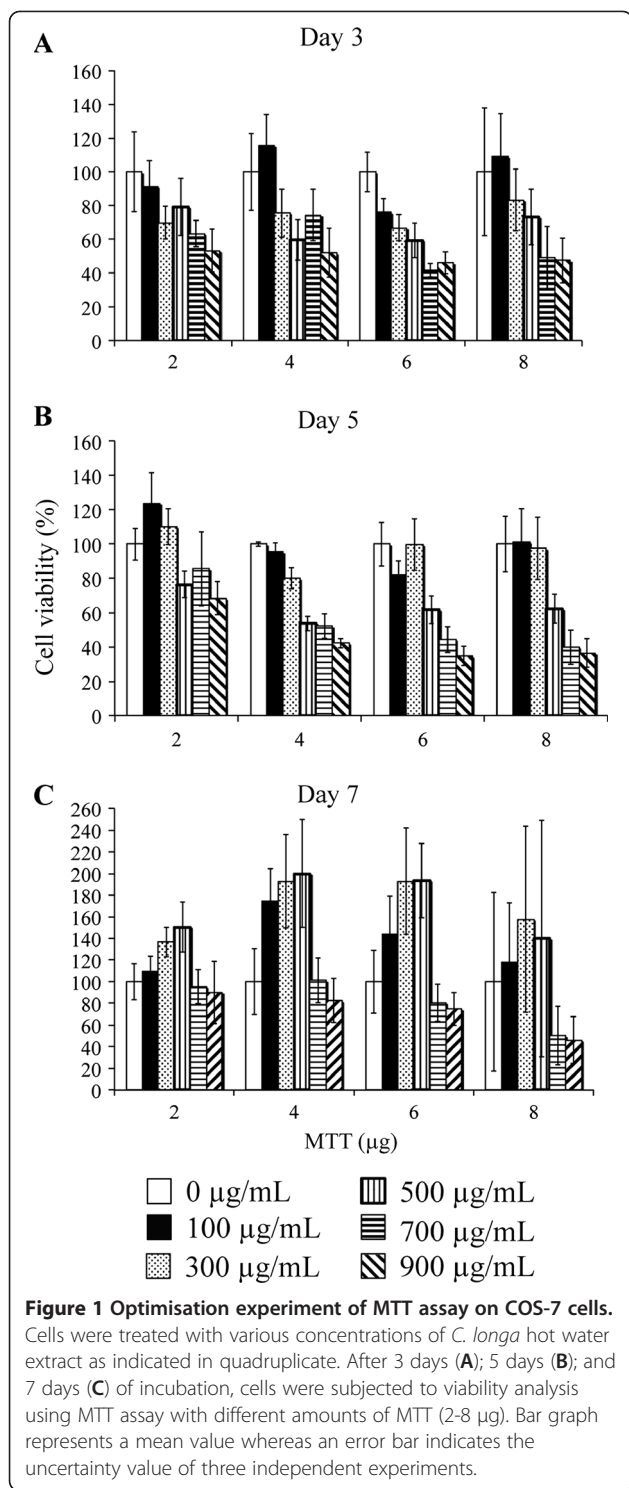 A
Day 3
160
140
120
100
80
60
40
20
0
2 4 6 8
B
Day 5
Cell viability (%)
160
140
120
100
80
60
40
20
0
2 4 6 8
C
Day 7
260
240
220
200
180
160
140
120
100
80
60
40
20
0
2 4 6 8
MTT (µg)
0 µg/mL
100 µg/mL
300 µg/mL
500 µg/mL
700 µg/mL
900 µg/mL
Figure 1 Optimisation experiment of MTT assay on COS-7 cells.
Cells were treated with various concentrations of C. longa hot water
extract as indicated in quadruplicate. After 3 days (A); 5 days (B); and
7 days (C) of incubation, cells were subjected to viability analysis
using MTT assay with different amounts of MTT (2-8 µg). Bar graph
represents a mean value whereas an error bar indicates the
uncertainty value of three independent experiments.